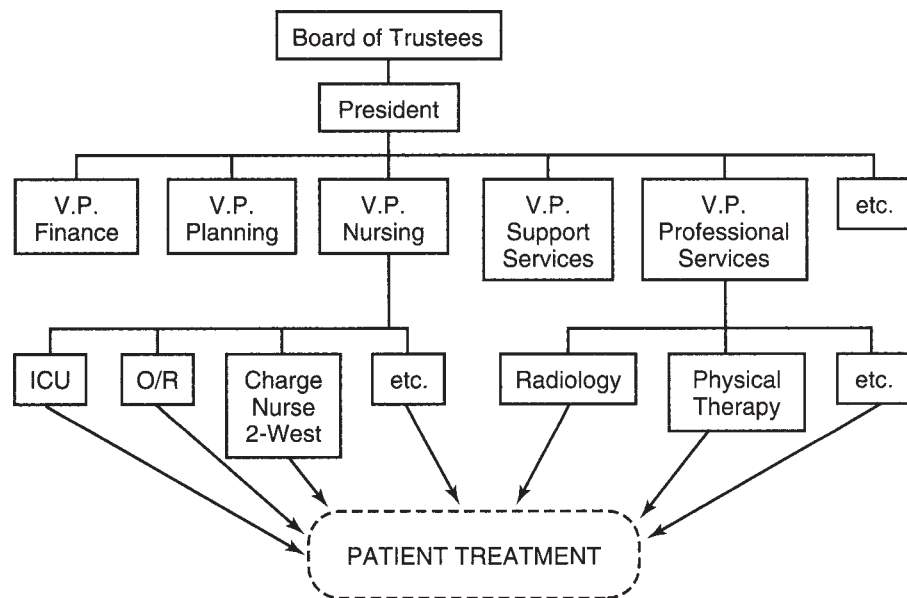 Board of Trustees
President
V.P.
Finance
V.P.
Planning
V.P.
Nursing
V.P.
Support
Services
V.P.
Professional
Services
etc.
ICU
O/R
Charge
Nurse
2-West
etc.
Radiology
Physical
Therapy
etc.
PATIENT TREATMENT